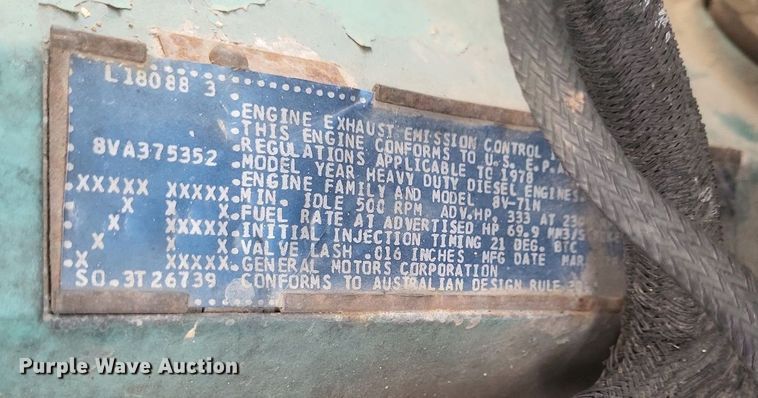 L18088 3
8VA375352
XXXXX XXXXX
X X X
X X X
X X X
X XXXXX
SO.3T26739
ENGINE EXHAUST EMISSION CONTROL
THIS ENGINE CONFORMS TO U.S. E.P.A.
REGULATIONS APPLICABLE TO 1978
MODEL YEAR HEAVY DUTY DIESEL ENGINES.
ENGINE FAMILY AND MODEL 8V-71N
MIN. IDLE 500 RPM ADV.HP. 333 AT
FUEL RATE AT ADVERTISED HP 69.9
INITIAL INJECTION TIMING 21 DEG. BTC
VALVE LASH .016 INCHES MFG DATE MAR
GENERAL MOTORS CORPORATION
CONFORMS TO AUSTRALIAN DESIGN RULE
Purple Wave Auction